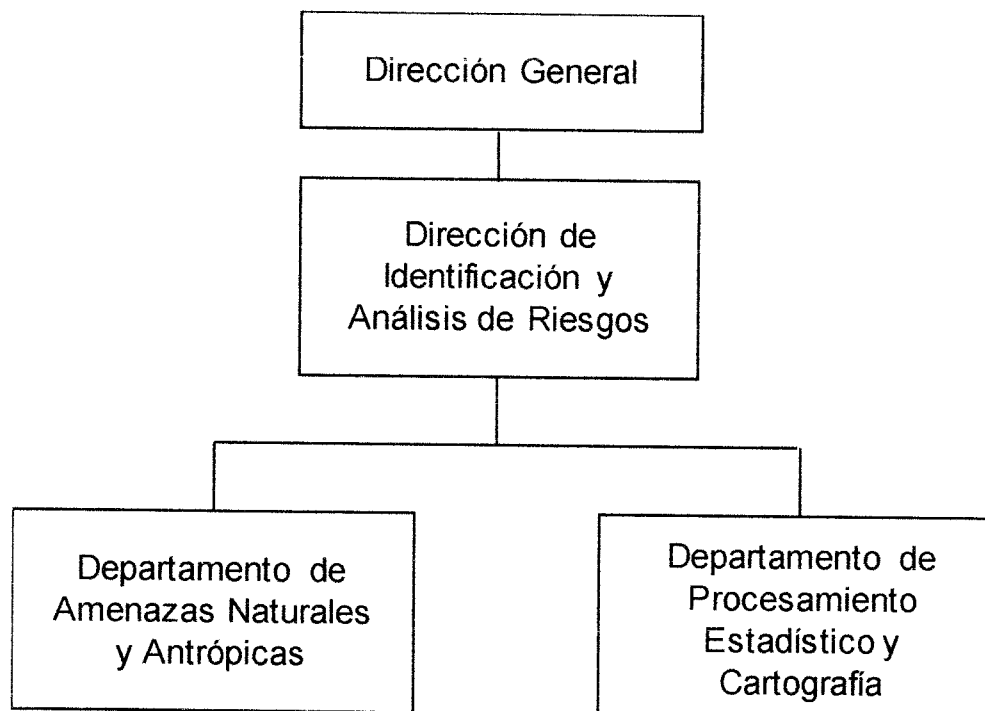 Dirección General
Dirección de
Identificación y
Análisis de Riesgos
Departamento de
Amenazas Naturales
y Antrópicas
Departamento de
Procesamiento
Estadístico y
Cartografía